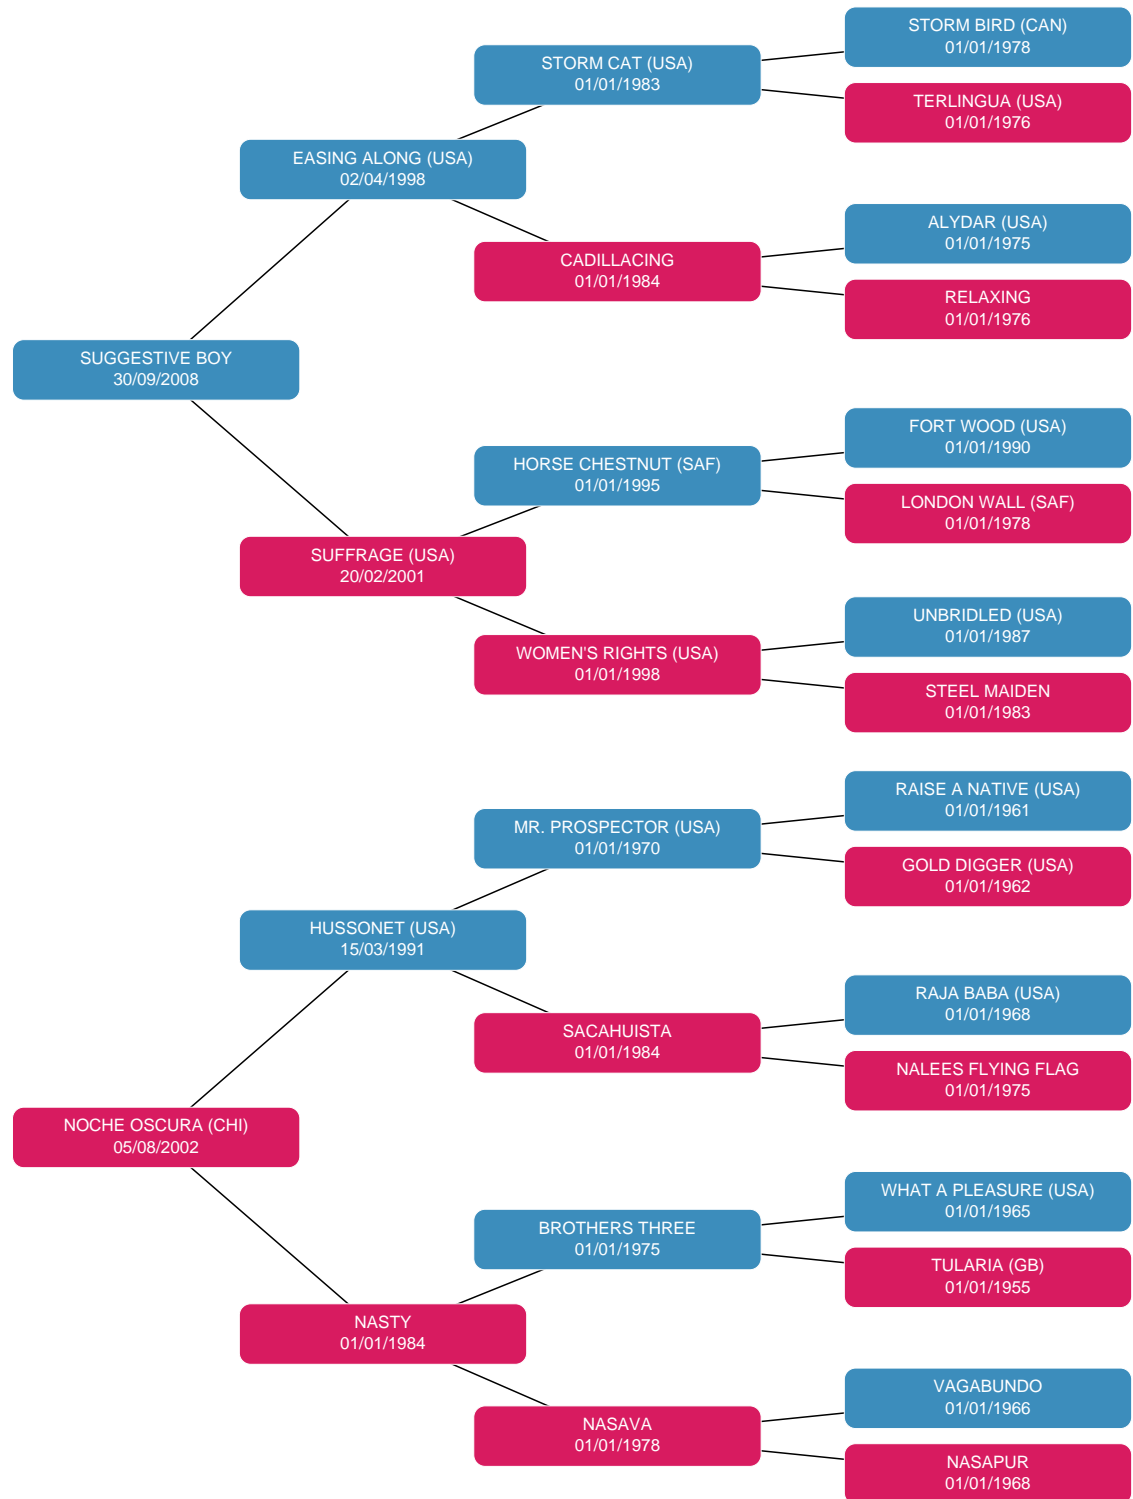 STORM BIRD (CAN)
01/01/1978
STORM CAT (USA)
01/01/1983
TERLINGUA (USA)
01/01/1976
EASING ALONG (USA)
02/04/1998
ALYDAR (USA)
01/01/1975
CADILLACING
01/01/1984
RELAXING
01/01/1976
SUGGESTIVE BOY
30/09/2008
FORT WOOD (USA)
01/01/1990
HORSE CHESTNUT (SAF)
01/01/1995
LONDON WALL (SAF)
01/01/1978
SUFFRAGE (USA)
20/02/2001
UNBRIDLED (USA)
01/01/1987
WOMEN'S RIGHTS (USA)
01/01/1998
STEEL MAIDEN
01/01/1983
RAISE A NATIVE (USA)
01/01/1961
MR. PROSPECTOR (USA)
01/01/1970
GOLD DIGGER (USA)
01/01/1962
HUSSONET (USA)
15/03/1991
RAJA BABA (USA)
01/01/1968
SACAHUISTA
01/01/1984
NALEES FLYING FLAG
01/01/1975
NOCHE OSCURA (CHI)
05/08/2002
WHAT A PLEASURE (USA)
01/01/1965
BROTHERS THREE
01/01/1975
TULARIA (GB)
01/01/1955
NASTY
01/01/1984
VAGABUNDO
01/01/1966
NASAVA
01/01/1978
NASAPUR
01/01/1968